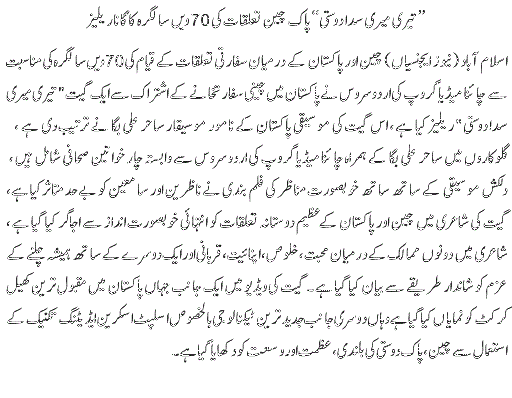 ”تیری میری سدا دوستی“ پاک چین تعلقات کی 70ویں سالگرہ کا گانا ریلیز
اسلام آباد (نیوز ایجنسیاں) چین اور پاکستان کے درمیان سفارتی تعلقات کے قیام کی 70ویں سالگرہ کی مناسبت
سے چائنا میڈیا گروپ کی اردو سروس نے پاکستان میں چینی سفارتخانے کے اشتراک سے ایک گیت ”تیری میری
سدا دوستی“ ریلیز کیا ہے، اس گیت کی موسیقی پاکستان کے نامور موسیقار ساحر علی بگا نے ترتیب دی ہے،
گلوکاروں میں ساحر علی بگا کے ہمراہ چائنا میڈیا گروپ کی اردو سروس سے وابستہ چار خواتین صحافی شامل ہیں،
دلکش موسیقی کے ساتھ ساتھ خوبصورت مناظر کی فلم بندی نے ناظرین اور سامعین کو بے حد متاثر کیا ہے،
گیت کی شاعری میں چین اور پاکستان کے عظیم دوستانہ تعلقات کو انتہائی خوبصورت انداز سے اجاگر کیا گیا ہے،
شاعری میں دونوں ممالک کے درمیان محبت، خلوص، اپنائیت، قربانی اور ایک دوسرے کے ساتھ ہمیشہ چلنے کے
عزم کو شاندار طریقے سے بیان کیا گیا ہے۔ گیت کی ویڈیو میں ایک جانب جہاں پاکستان میں مقبول ترین کھیل
کرکٹ کو نمایاں کیا گیا ہے وہاں دوسری جانب جدید ترین ٹیکنالوجی بالخصوص اسپلٹ اسکرین ایڈیٹنگ تکنیک کے
استعمال سے چین، پاک دوستی کی بلندی، عظمت اور وسعت کو دکھایا گیا ہے۔